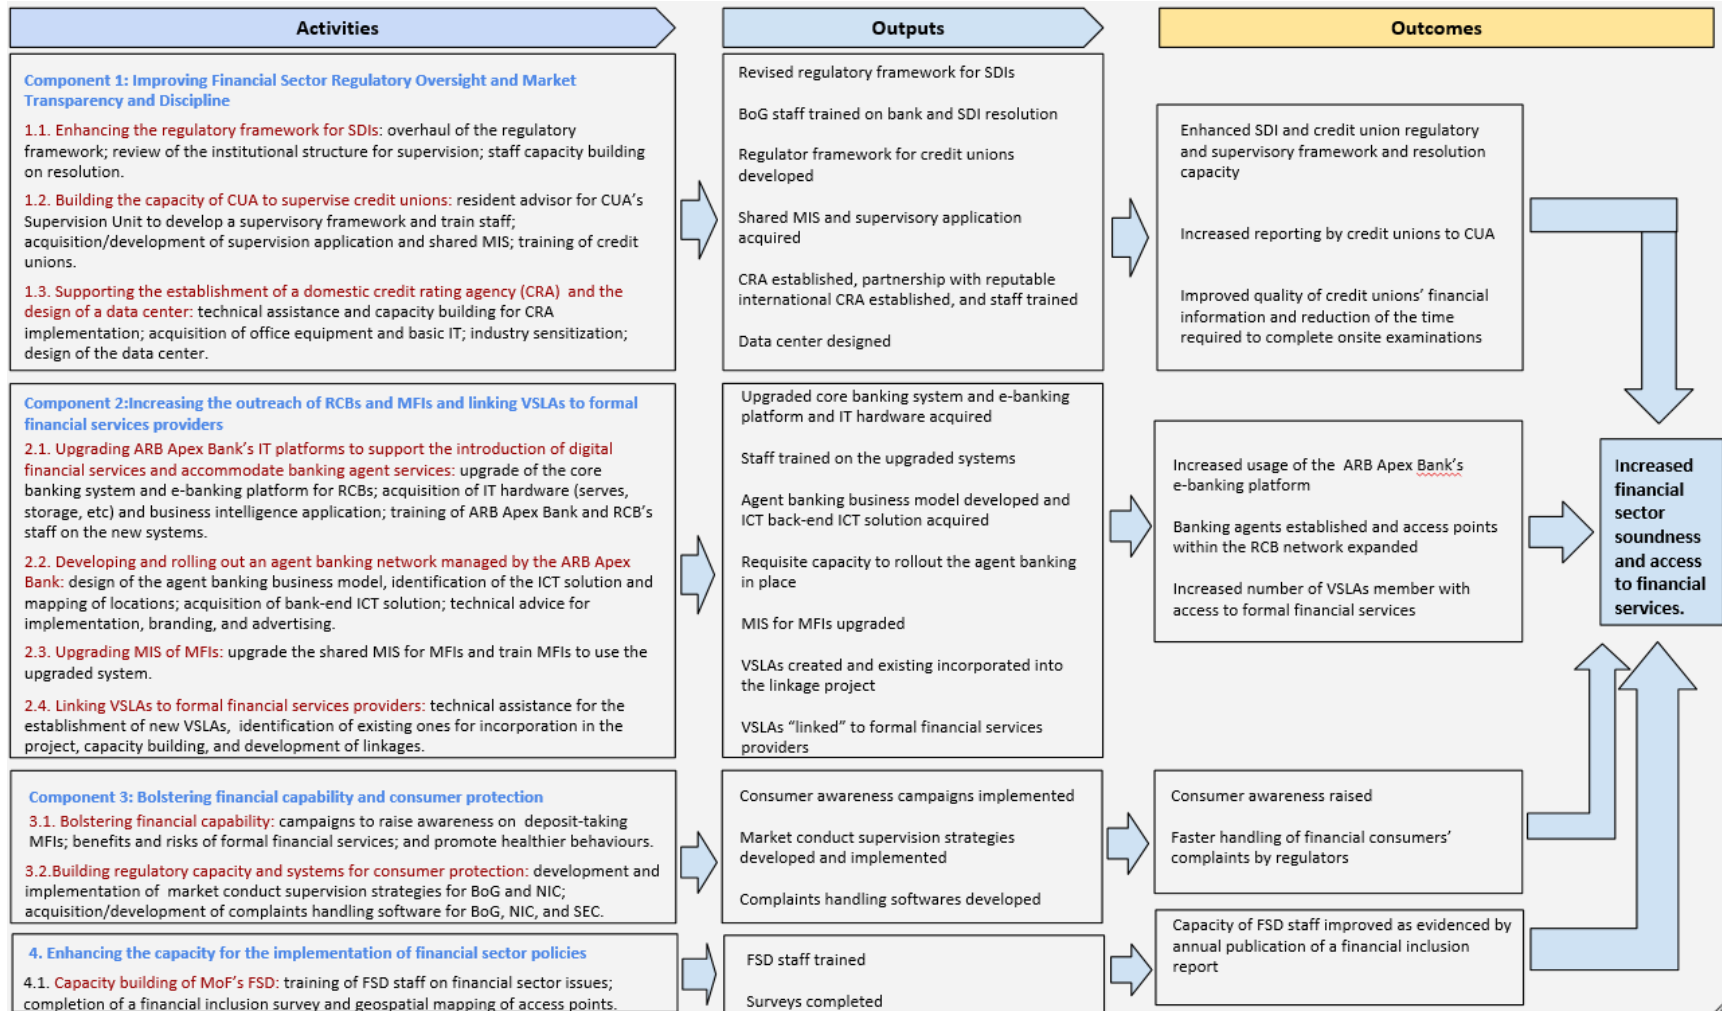 Activities
Outputs
Outcomes
Component 1: Improving Financial Sector Regulatory Oversight and Market
Transparency and Discipline
1.1. Enhancing the regulatory framework for SDIs: overhaul of the regulatory
framework; review of the institutional structure for supervision; staff capacity building
on resolution.
1.2. Building the capacity of CUA to supervise credit unions: resident advisor for CUA's
Supervision Unit to develop a supervisory framework and train staff;
acquisition/development of supervision application and shared MIS; training of credit
unions.
1.3. Supporting the establishment of a domestic credit rating agency (CRA) and the
design of a data center: technical assistance and capacity building for CRA
implementation; acquisition of office equipment and basic IT; industry sensitization;
design of the data center.
Revised regulatory framework for SDIs
BoG staff trained on bank and SDI resolution
Regulator framework for credit unions
developed
Shared MIS and supervisory application
acquired
CRA established, partnership with reputable
international CRA established, and staff trained
Data center designed
Enhanced SDI and credit union regulatory
and supervisory framework and resolution
capacity
Increased reporting by credit unions to CUA
Improved quality of credit unions' financial
information and reduction of the time
required to complete onsite examinations
Component 2:Increasing the outreach of RCBs and MFIs and linking VSLAs to formal
financial services providers
2.1. Upgrading ARB Apex Bank's IT platforms to support the introduction of digital
financial services and accommodate banking agent services: upgrade of the core
banking system and e-banking platform for RCBs; acquisition of IT hardware (serves,
storage, etc) and business intelligence application; training of ARB Apex Bank and RCB's
staff on the new systems.
2.2. Developing and rolling out an agent banking network managed by the ARB Apex
Bank: design of the agent banking business model, identification of the ICT solution and
mapping of locations; acquisition of bank-end ICT solution; technical advice for
implementation, branding, and advertising.
2.3. Upgrading MIS of MFIs: upgrade the shared MIS for MFIs and train MFIs to use the
upgraded system.
2.4. Linking VSLAs to formal financial services providers: technical assistance for the
establishment of new VSLAs, identification of existing ones for incorporation in the
project, capacity building, and development of linkages.
Upgraded core banking system and e-banking
platform and IT hardware acquired
Staff trained on the upgraded systems
Agent banking business model developed and
ICT back-end ICT solution acquired
Requisite capacity to rollout the agent banking
in place
MIS for MFIs upgraded
VSLAs created and existing incorporated into
the linkage project
VSLAs "linked" to formal financial services
providers
Increased usage of the ARB Apex Bank's
e-banking platform
Banking agents established and access points
within the RCB network expanded
Increased number of VSLAs member with
access to formal financial services
Increased
financial
sector
soundness
and access
to financial
services.
Component 3: Bolstering financial capability and consumer protection
3.1. Bolstering financial capability: campaigns to raise awareness on deposit-taking
MFIs; benefits and risks of formal financial services; and promote healthier behaviours.
3.2.Building regulatory capacity and systems for consumer protection: development and
implementation of market conduct supervision strategies for BoG and NIC;
acquisition/development of complaints handling software for BoG, NIC, and SEC.
Consumer awareness campaigns implemented
Market conduct supervision strategies
developed and implemented
Complaints handling softwares developed
Consumer awareness raised
Faster handling of financial consumers'
complaints by regulators
4. Enhancing the capacity for the implementation of financial sector policies
4.1. Capacity building of MoF's FSD: training of FSD staff on financial sector issues;
completion of a financial inclusion survey and geospatial mapping of access points.
FSD staff trained
Surveys completed
Capacity of FSD staff improved as evidenced by
annual publication of a financial inclusion
report